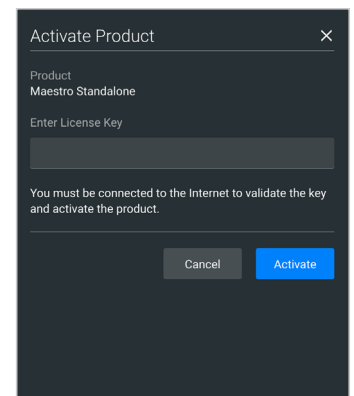 Activate Product
Product
Maestro Standalone
Enter License Key
You must be connected to the Internet to validate the key
and activate the product.
Cancel Activate